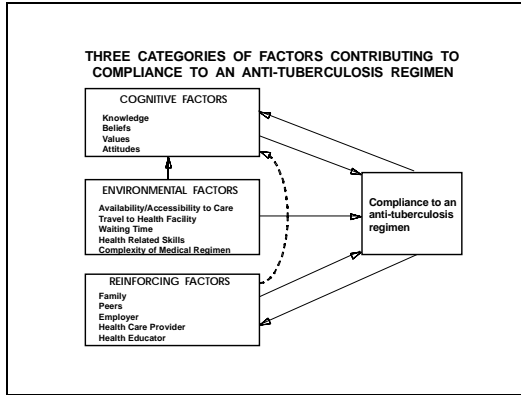 THREE CATEGORIES OF FACTORS CONTRIBUTING TO
COMPLIANCE TO AN ANTI-TUBERCULOSIS REGIMEN
COGNITIVE FACTORS
Knowledge
Beliefs
Values
Attitudes
ENVIRONMENTAL FACTORS
Availability/Accessibility to Care
Travel to Health Facility
Waiting Time
Health Related Skills
Complexity of Medical Regimen
REINFORCING FACTORS
Family
Peers
Employer
Health Care Provider
Health Educator
Compliance to an
anti-tuberculosis
regimen